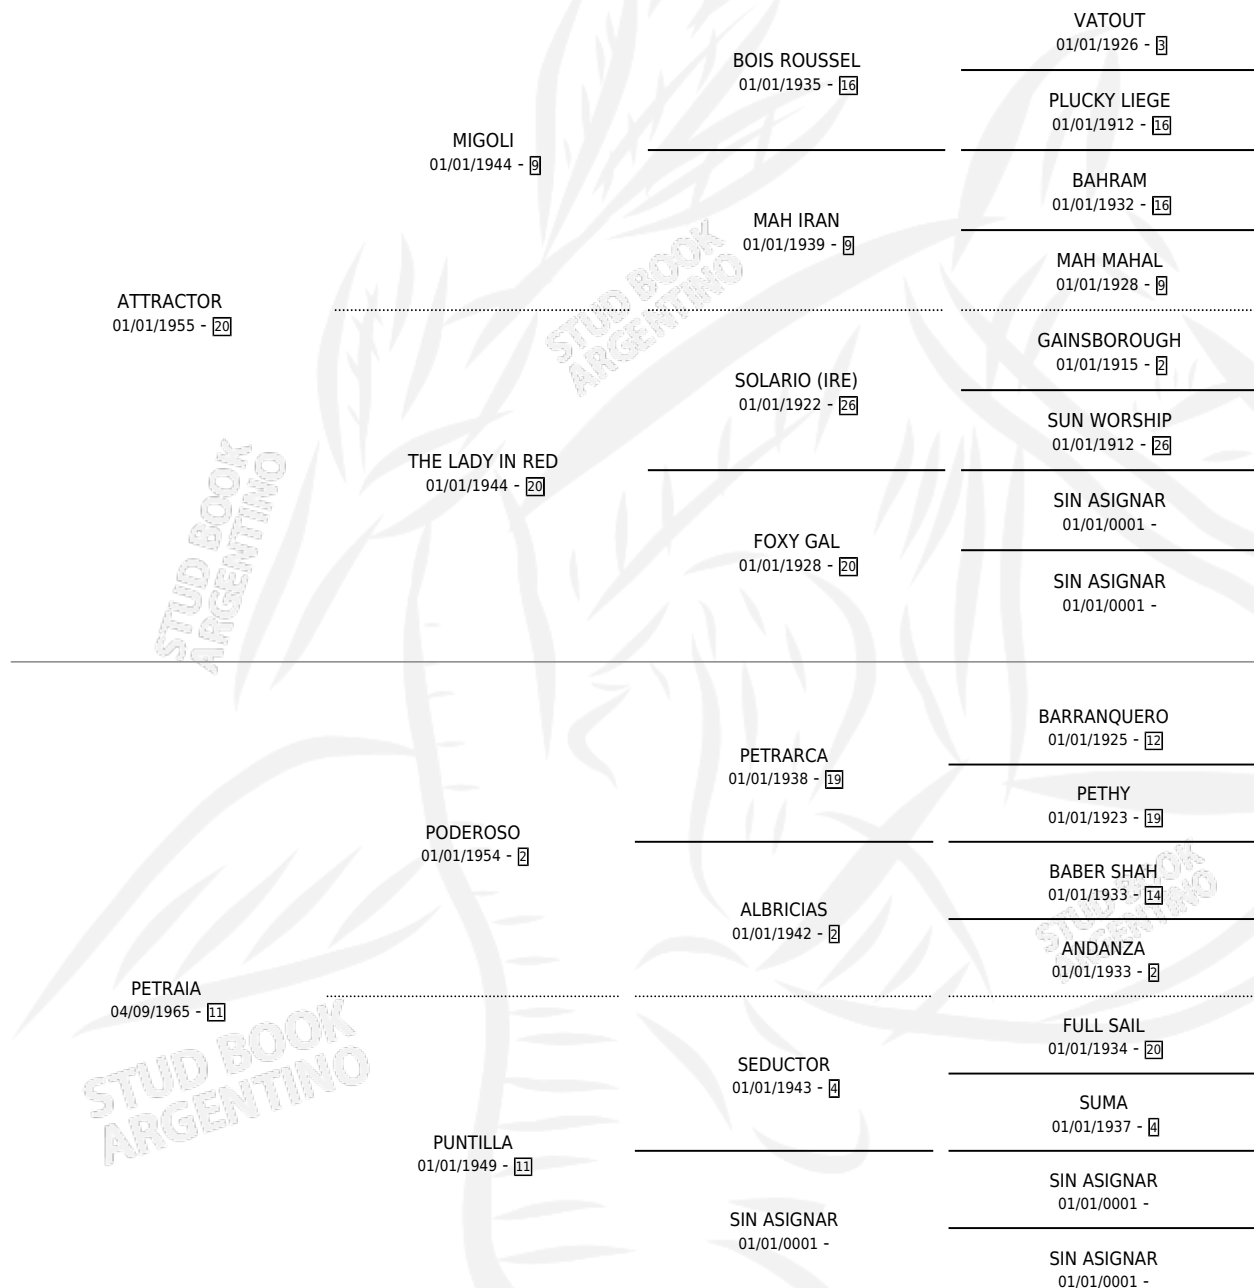 VATOUT
01/01/1926 - 3
BOIS ROUSSEL
01/01/1935 - 16
PLUCKY LIEGE
01/01/1912 - 16
MIGOLI
01/01/1944 - 9
BAHRAM
01/01/1932 - 16
MAH IRAN
01/01/1939 - 9
MAH MAHAL
01/01/1928 - 9
ATTRACTOR
01/01/1955 - 20
GAINSBOROUGH
01/01/1915 - 2
SOLARIO (IRE)
01/01/1922 - 26
SUN WORSHIP
01/01/1912 - 26
THE LADY IN RED
01/01/1944 - 20
SIN ASIGNAR
01/01/0001 -
FOXY GAL
01/01/1928 - 20
SIN ASIGNAR
01/01/0001 -
STUD BOOK
ARGENTINO
STUD BOOK
ARGENTINO
BARRANQUERO
01/01/1925 - 12
PETRARCA
01/01/1938 - 19
PETHY
01/01/1923 - 19
PODEROSO
01/01/1954 - 2
BABER SHAH
01/01/1933 - 14
ALBRICIAS
01/01/1942 - 2
ANDANZA
01/01/1933 - 2
PETRAIA
04/09/1965 - 11
FULL SAIL
01/01/1934 - 20
SEDUCTOR
01/01/1943 - 4
SUMA
01/01/1937 - 4
PUNTILLA
01/01/1949 - 11
SIN ASIGNAR
01/01/0001 -
SIN ASIGNAR
01/01/0001 -
SIN ASIGNAR
01/01/0001 -
STUD BOOK
ARGENTINO
STUD BOOK
ARGENTINO